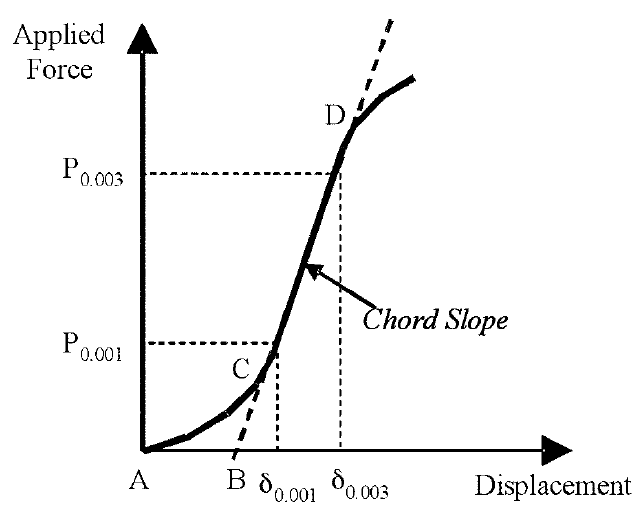 Applied
Force
D
P0.003
Chord Slope
P0.001
C
A
B
δ0.001
δ0.003
Displacement